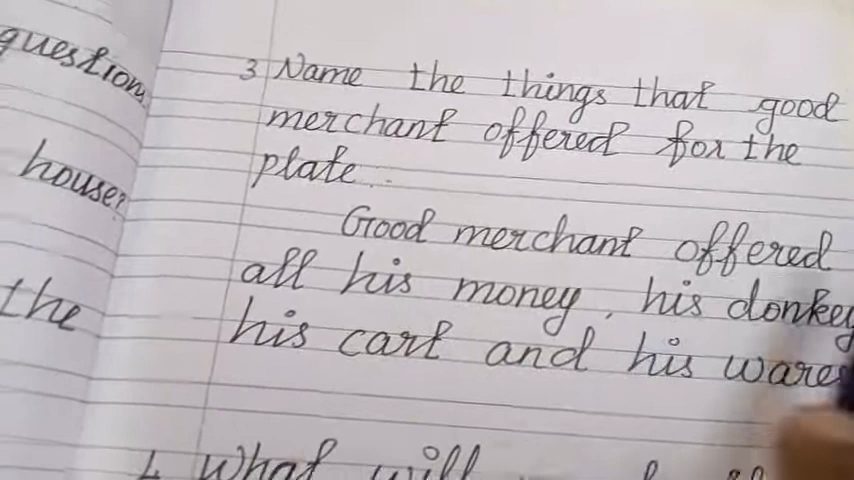 question,
house?
the
3 Name the things that good
merchant offered for the
plate.
Good merchant offered
all his money, his donkey
his cart and his wares
4 What will